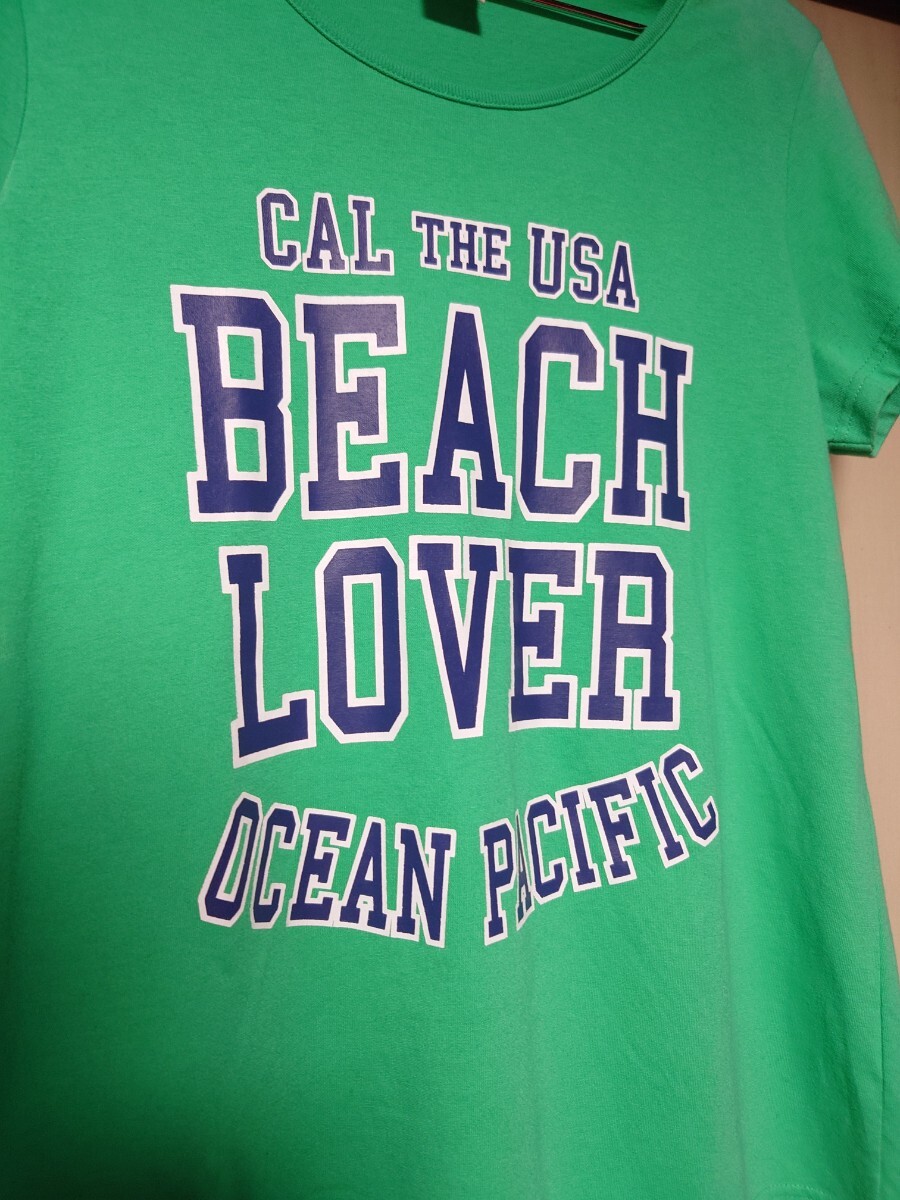 CAL THE USA
BEACH
LOVER
OCEAN PACIFIC